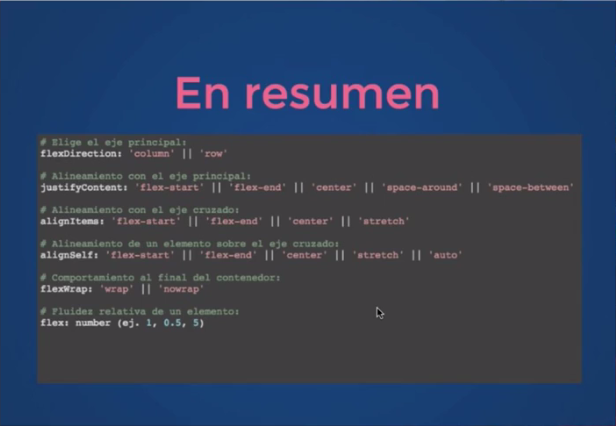 En resumen
# Elige el eje principal:
flexDirection: 'column' || 'row'
# Alineamiento con el eje principal:
justifyContent: 'flex-start' || 'flex-end' || 'center' || 'space-around' || 'space-between'
# Alineamiento con el eje cruzado:
alignItems: 'flex-start' || 'flex-end' || 'center' || 'stretch'
# Alineamiento de un elemento sobre el eje cruzado:
alignSelf: 'flex-start' || 'flex-end' || 'center' || 'stretch' || 'auto'
# Comportamiento al final del contenedor:
flexWrap: 'wrap' || 'nowrap'
# Fluidez relativa de un elemento:
flex: number (ej. 1, 0.5, 5)